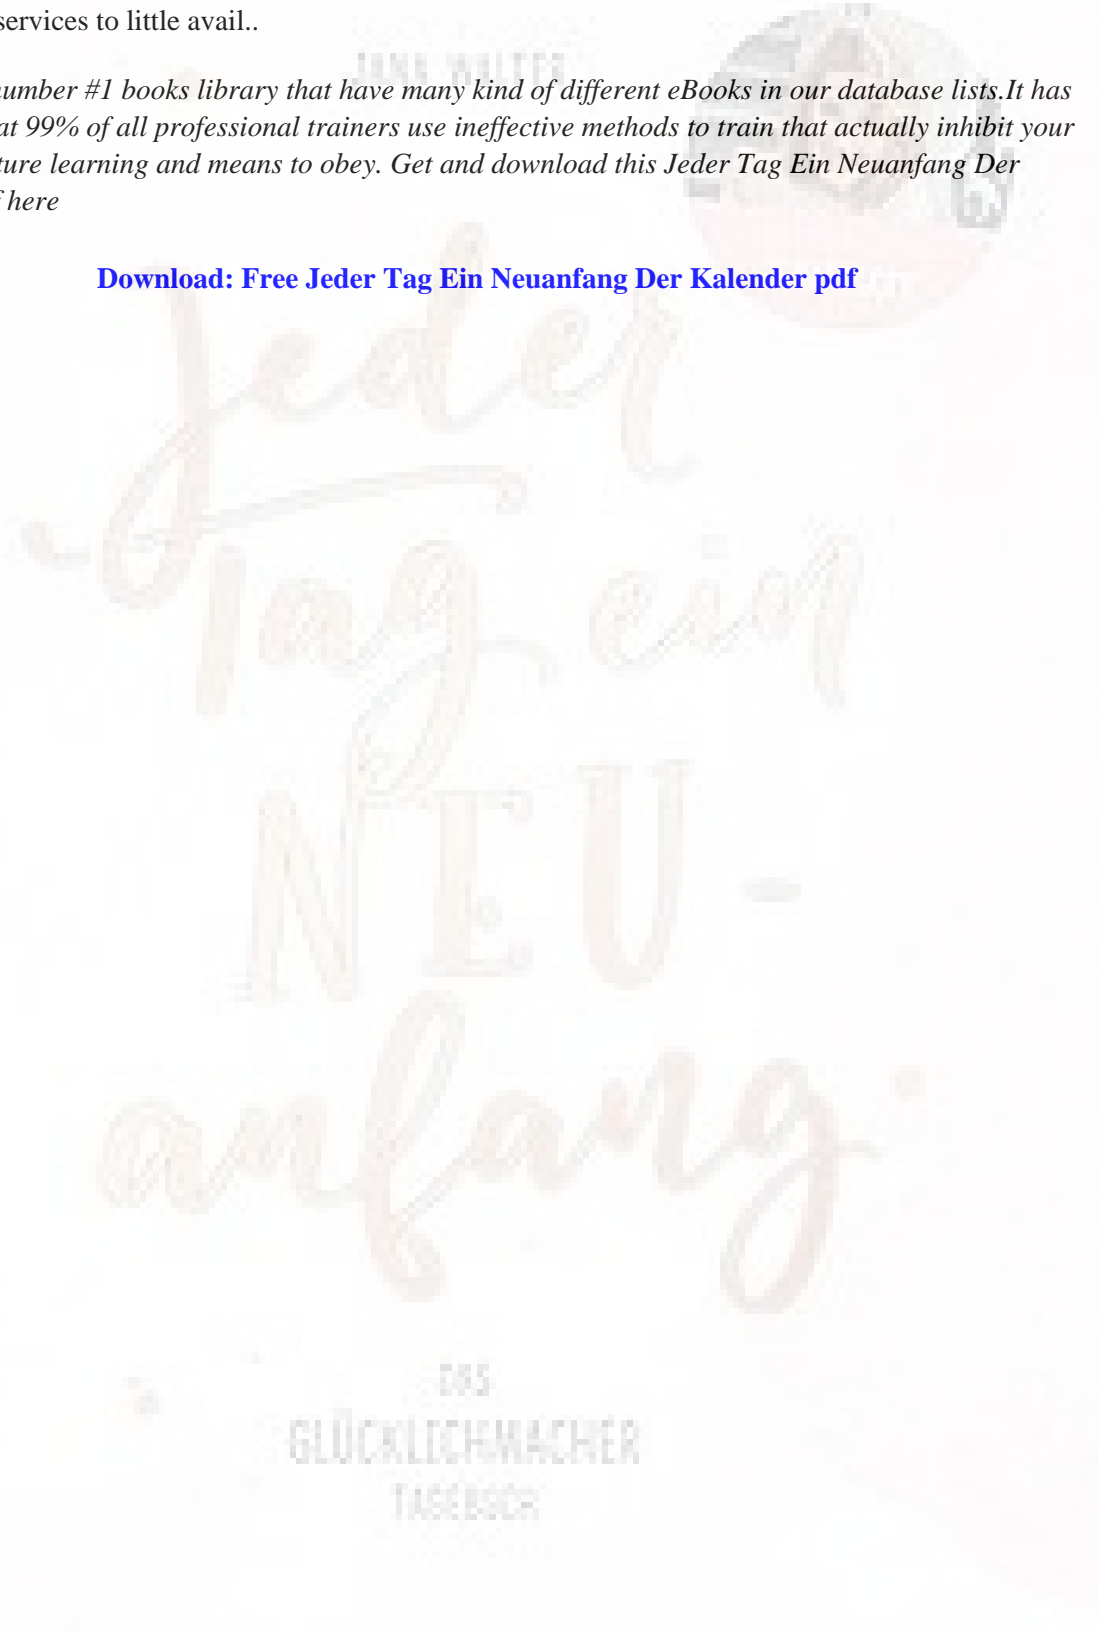 services to little avail..
JANA WALTER
number #1 books library that have many kind of different eBooks in our database lists.It has
at 99% of all professional trainers use ineffective methods to train that actually inhibit your
ture learning and means to obey. Get and download this Jeder Tag Ein Neuanfang Der
f here
Download: Free Jeder Tag Ein Neuanfang Der Kalender pdf
Jeder
Tag ein
NEU-
anfang
DAS
GLÜCKLICHMACHER
TAGEBUCH